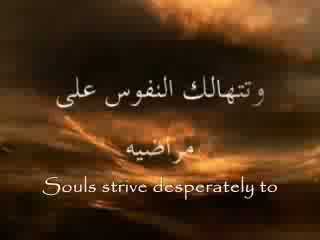 وتتهالك النفوس على
مراضيه
Souls strive desperately to